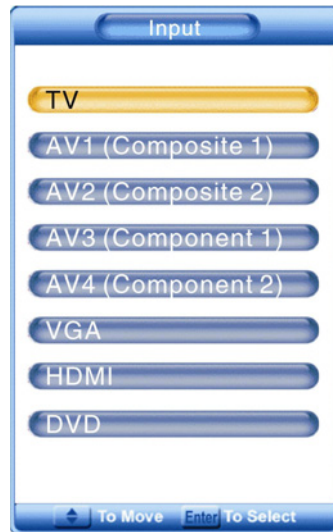 Input
TV
AV1 (Composite 1)
AV2 (Composite 2)
AV3 (Component 1)
AV4 (Component 2)
VGA
HDMI
DVD
To Move Enter To Select